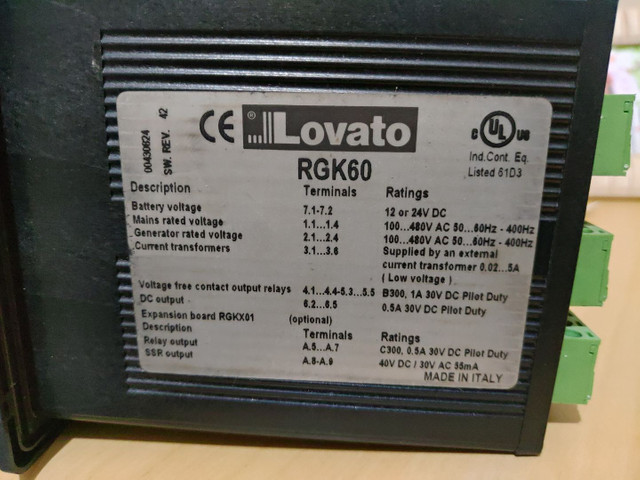 00430624
SW. REV. 42
CE Lovato
®
C UL US
RGK60
Ind.Cont. Eq.
Listed 61D3
Description Terminals Ratings
Battery voltage 7.1-7.2 12 or 24V DC
Mains rated voltage 1.1...1.4 100...480V AC 50...60Hz - 400Hz
Generator rated voltage 2.1...2.4 100...480V AC 50...60Hz - 400Hz
Current transformers 3.1...3.6 Supplied by an external
current transformer 0.02...5A
( Low voltage )
Voltage free contact output relays 4.1...4.4-5.3...5.5 B300, 1A 30V DC Pilot Duty
DC output 6.2...6.5 0.5A 30V DC Pilot Duty
Expansion board RGKX01 (optional)
Description Terminals Ratings
Relay output A.5...A.7 C300, 0.5A 30V DC Pilot Duty
SSR output A.8-A.9 40V DC / 30V AC 55mA
MADE IN ITALY